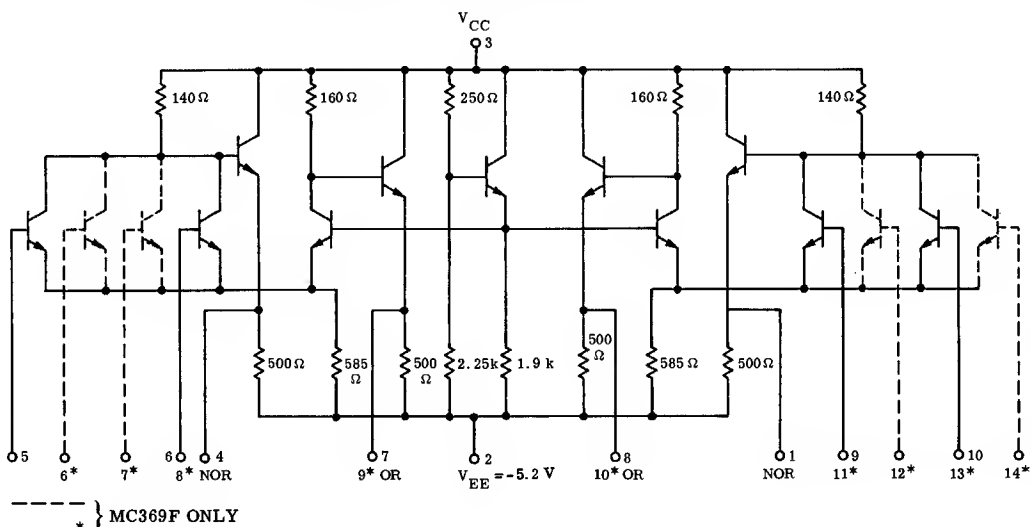 V_CC
3
140 Ω 160 Ω 250 Ω 160 Ω 140 Ω
500 Ω 585 Ω 500 Ω 2.25k 1.9 k 500 Ω 585 Ω 500 Ω
5 6* 7* 6 8* 4 NOR 7 9* OR 2 V_EE = -5.2 V 8 10* OR 1 NOR 9 11* 12* 10 13* 14*
* } MC369F ONLY